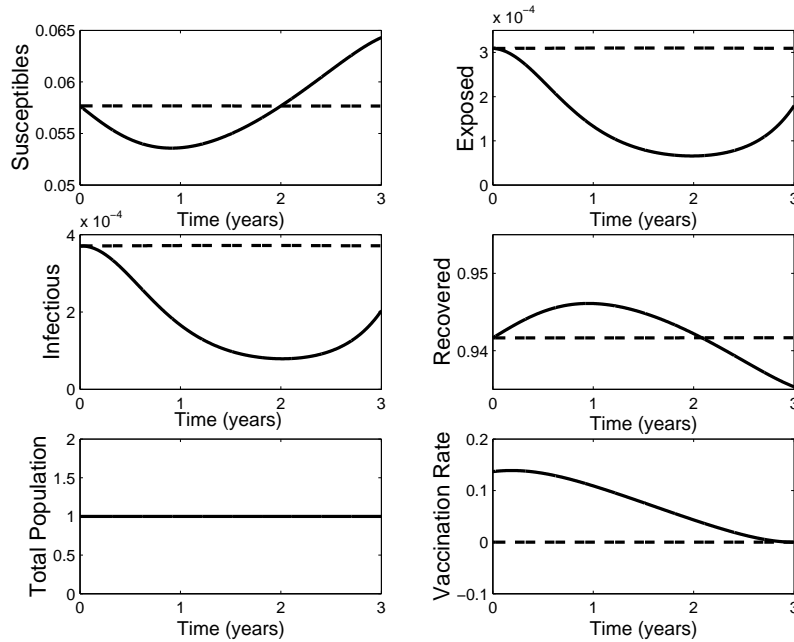 0.065
0.06
0.055
0.05
Susceptibles
0 1 2 3
Time (years)
x 10⁻⁴
3
2
1
0
Exposed
0 1 2 3
Time (years)
x 10⁻⁴
4
2
0
Infectious
0 1 2 3
Time (years)
0.95
0.94
Recovered
0 1 2 3
Time (years)
2
1.5
1
0.5
0
Total Population
0 1 2 3
Time (years)
0.2
0.1
0
−0.1
Vaccination Rate
0 1 2 3
Time (years)